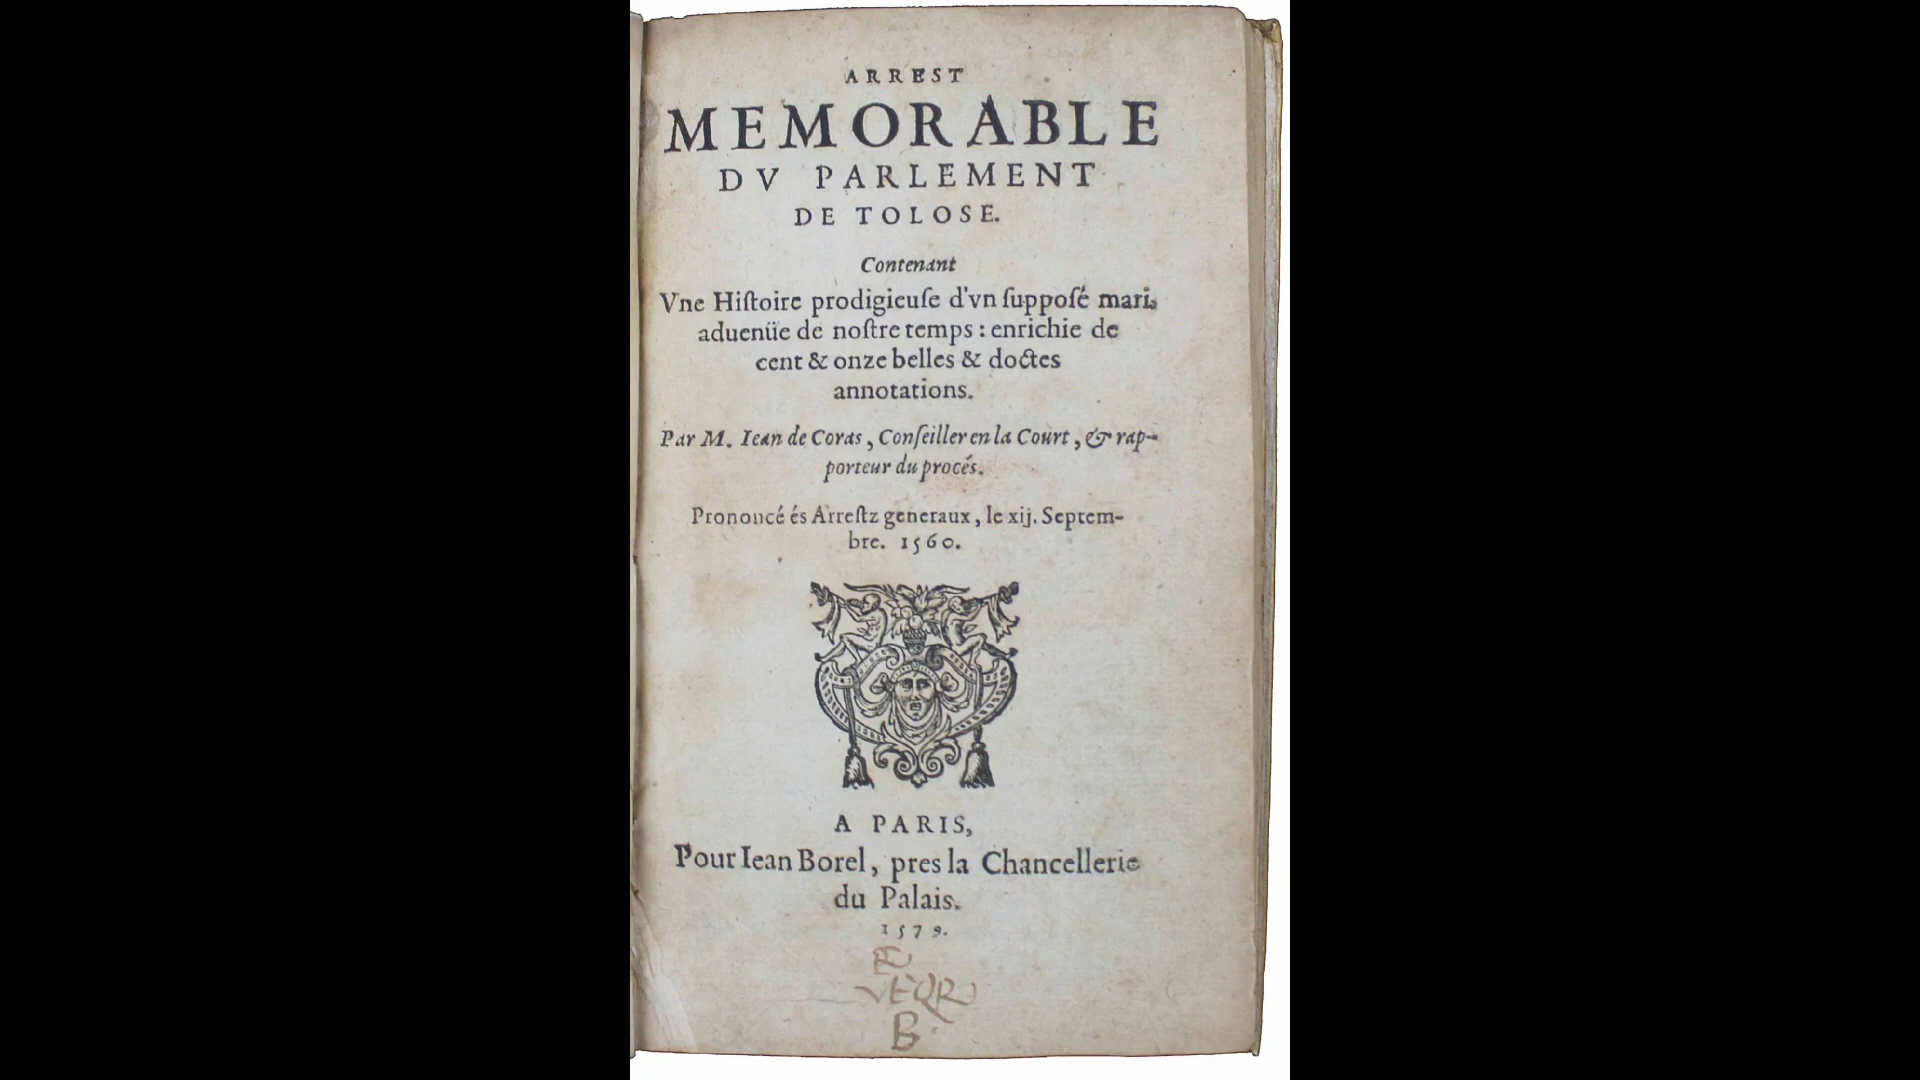 ARREST
MEMORABLE
DV PARLEMENT
DE TOLOSE.
Contenant
Vne Hiſtoire prodigieuſe d'vn ſuppoſé mari,
aduenüe de noſtre temps : enrichie de
cent & onze belles & doctes
annotations.
Par M. Iean de Coras, Conſeiller en la Court, & rap-
porteur du procés.
Prononcé és Arreſtz generaux, le xij. Septem-
bre. 1560.
A PARIS,
Pour Iean Borel, pres la Chancellerie
du Palais.
1579.
B